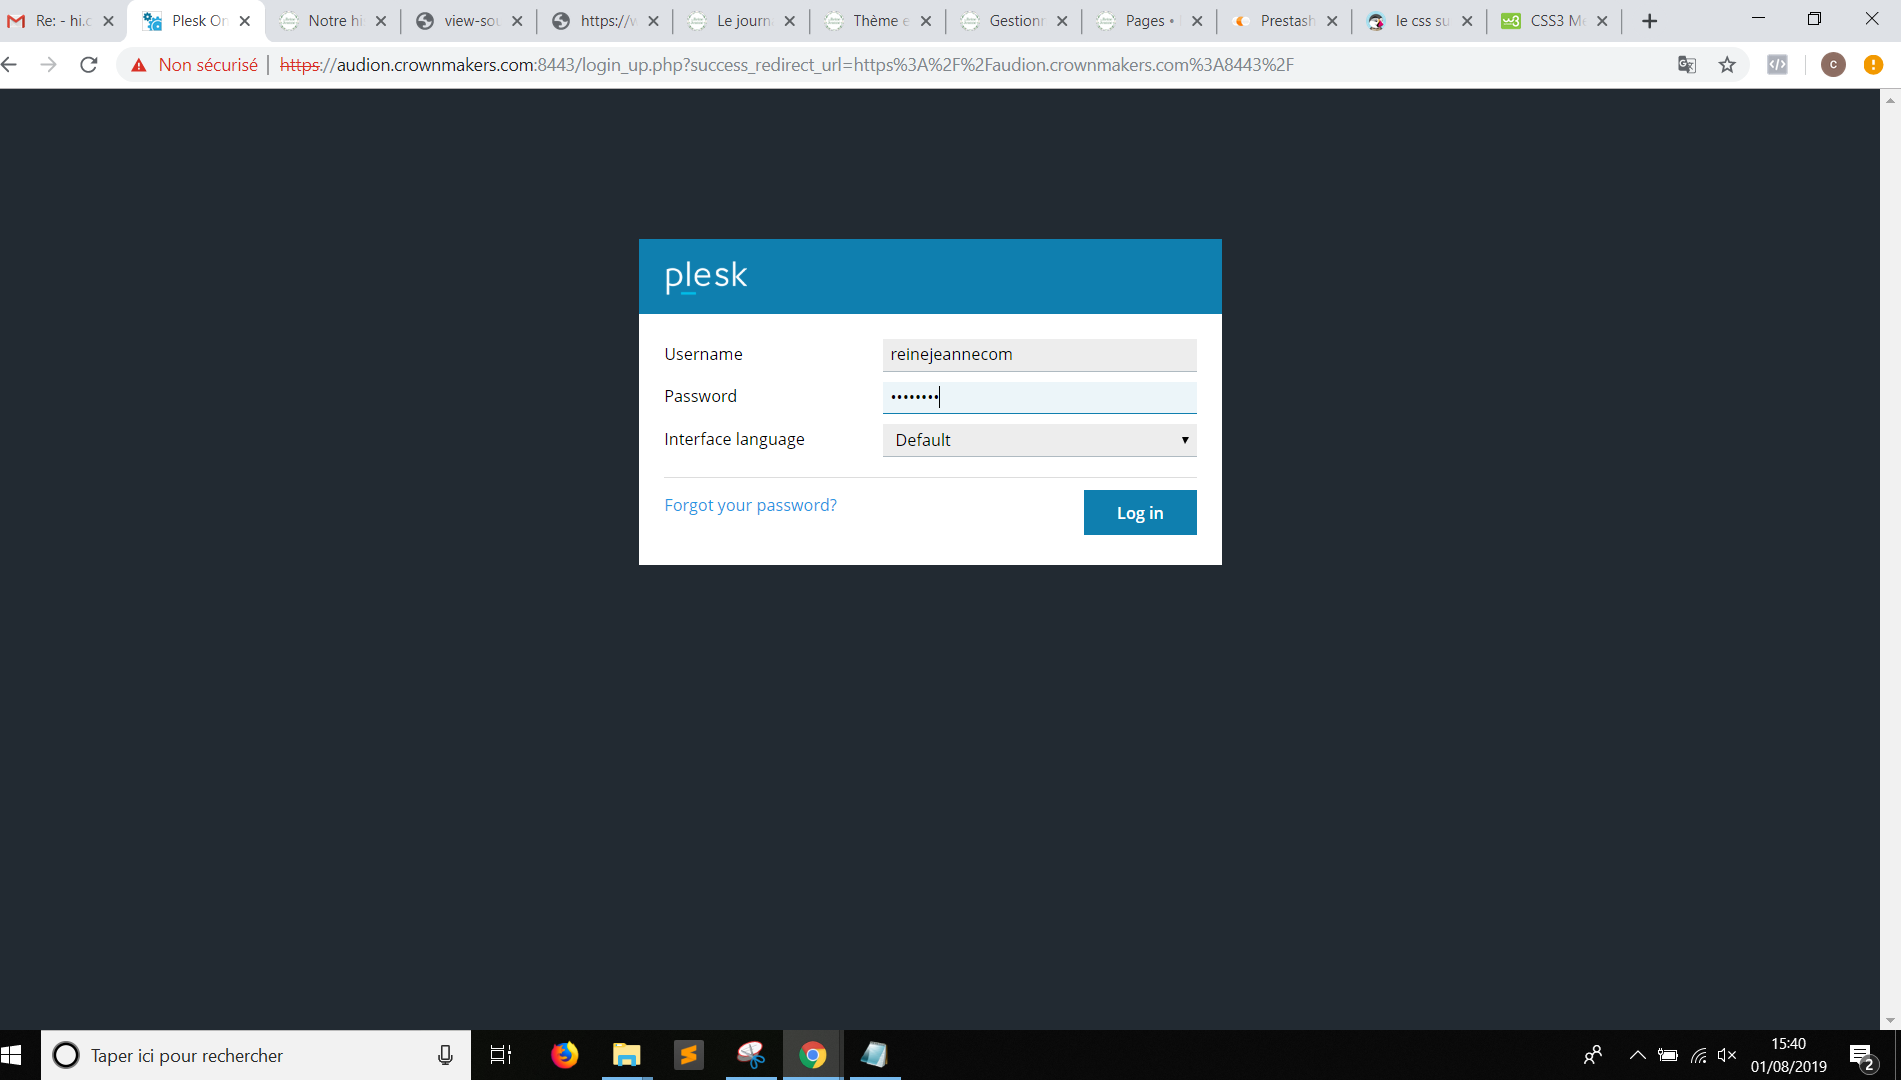 Re: - hi.c
Plesk On
Notre his
view-sou
https://w
Le journ
Thème e
Gestionn
Pages •
Prestash
le css su
CSS3 Me
Non sécurisé | https://audion.crownmakers.com:8443/login_up.php?success_redirect_url=https%3A%2F%2Faudion.crownmakers.com%3A8443%2F
C
plesk
Username
reinejeannecom
Password
••••••••
Interface language
Default
Forgot your password?
Log in
Taper ici pour rechercher
15:40
01/08/2019
2